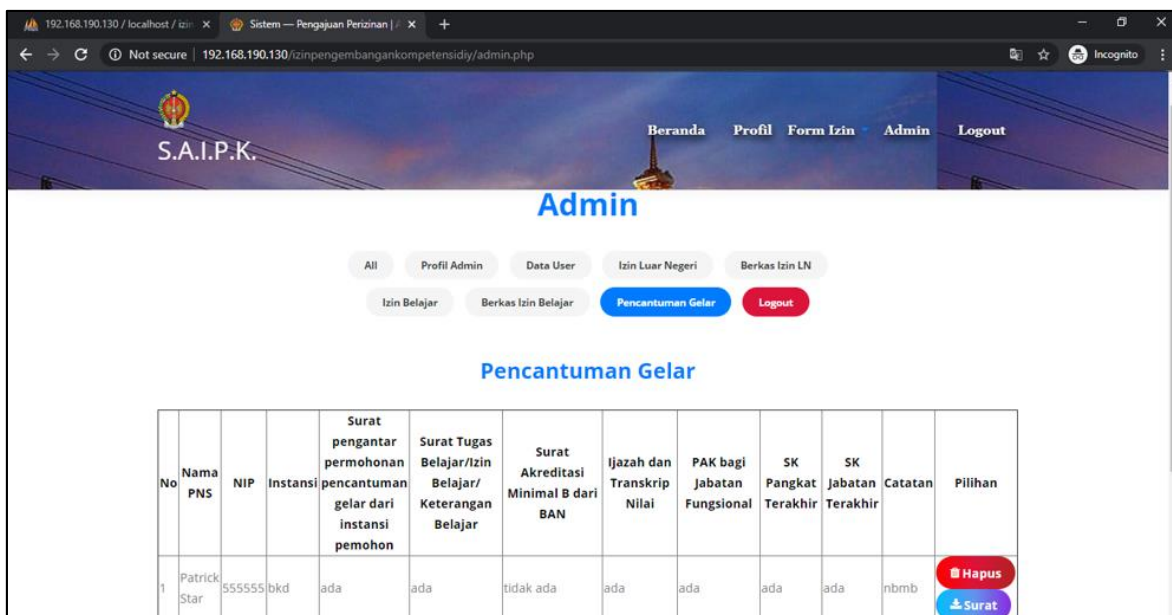 192.168.190.130 / localhost / izin
Sistem — Pengajuan Perizinan | A
Not secure | 192.168.190.130/izinpengembangankompetensidiy/admin.php
Incognito
S.A.I.P.K.
Beranda Profil Form Izin Admin Logout
Admin
All Profil Admin Data User Izin Luar Negeri Berkas Izin LN
Izin Belajar Berkas Izin Belajar Pencantuman Gelar Logout
Pencantuman Gelar
No
Nama
PNS
NIP
Instansi
Surat
pengantar
permohonan
pencantuman
gelar dari
instansi
pemohon
Surat Tugas
Belajar/Izin
Belajar/
Keterangan
Belajar
Surat
Akreditasi
Minimal B dari
BAN
Ijazah dan
Transkrip
Nilai
PAK bagi
Jabatan
Fungsional
SK
Pangkat
Terakhir
SK
Jabatan
Terakhir
Catatan
Pilihan
1
Patrick
Star
555555
bkd
ada
ada
tidak ada
ada
ada
ada
ada
nbmb
Hapus
Surat